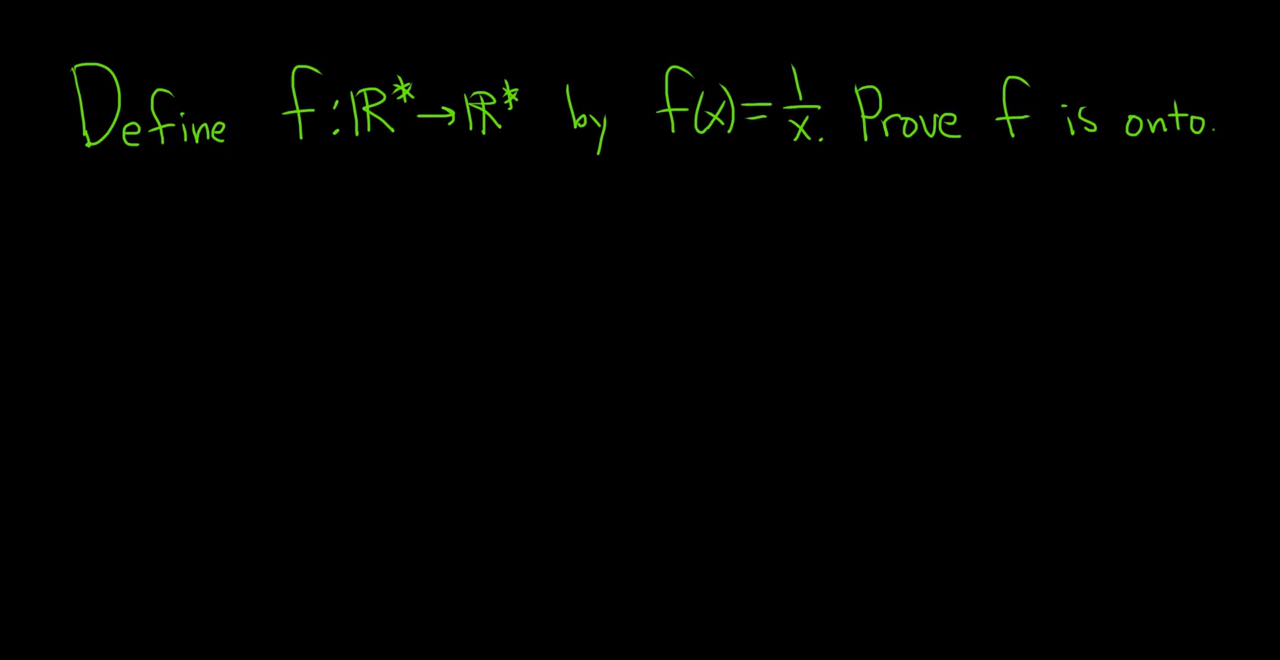 Define f:ℝ*→ℝ* by f(x)=1/x. Prove f is onto.